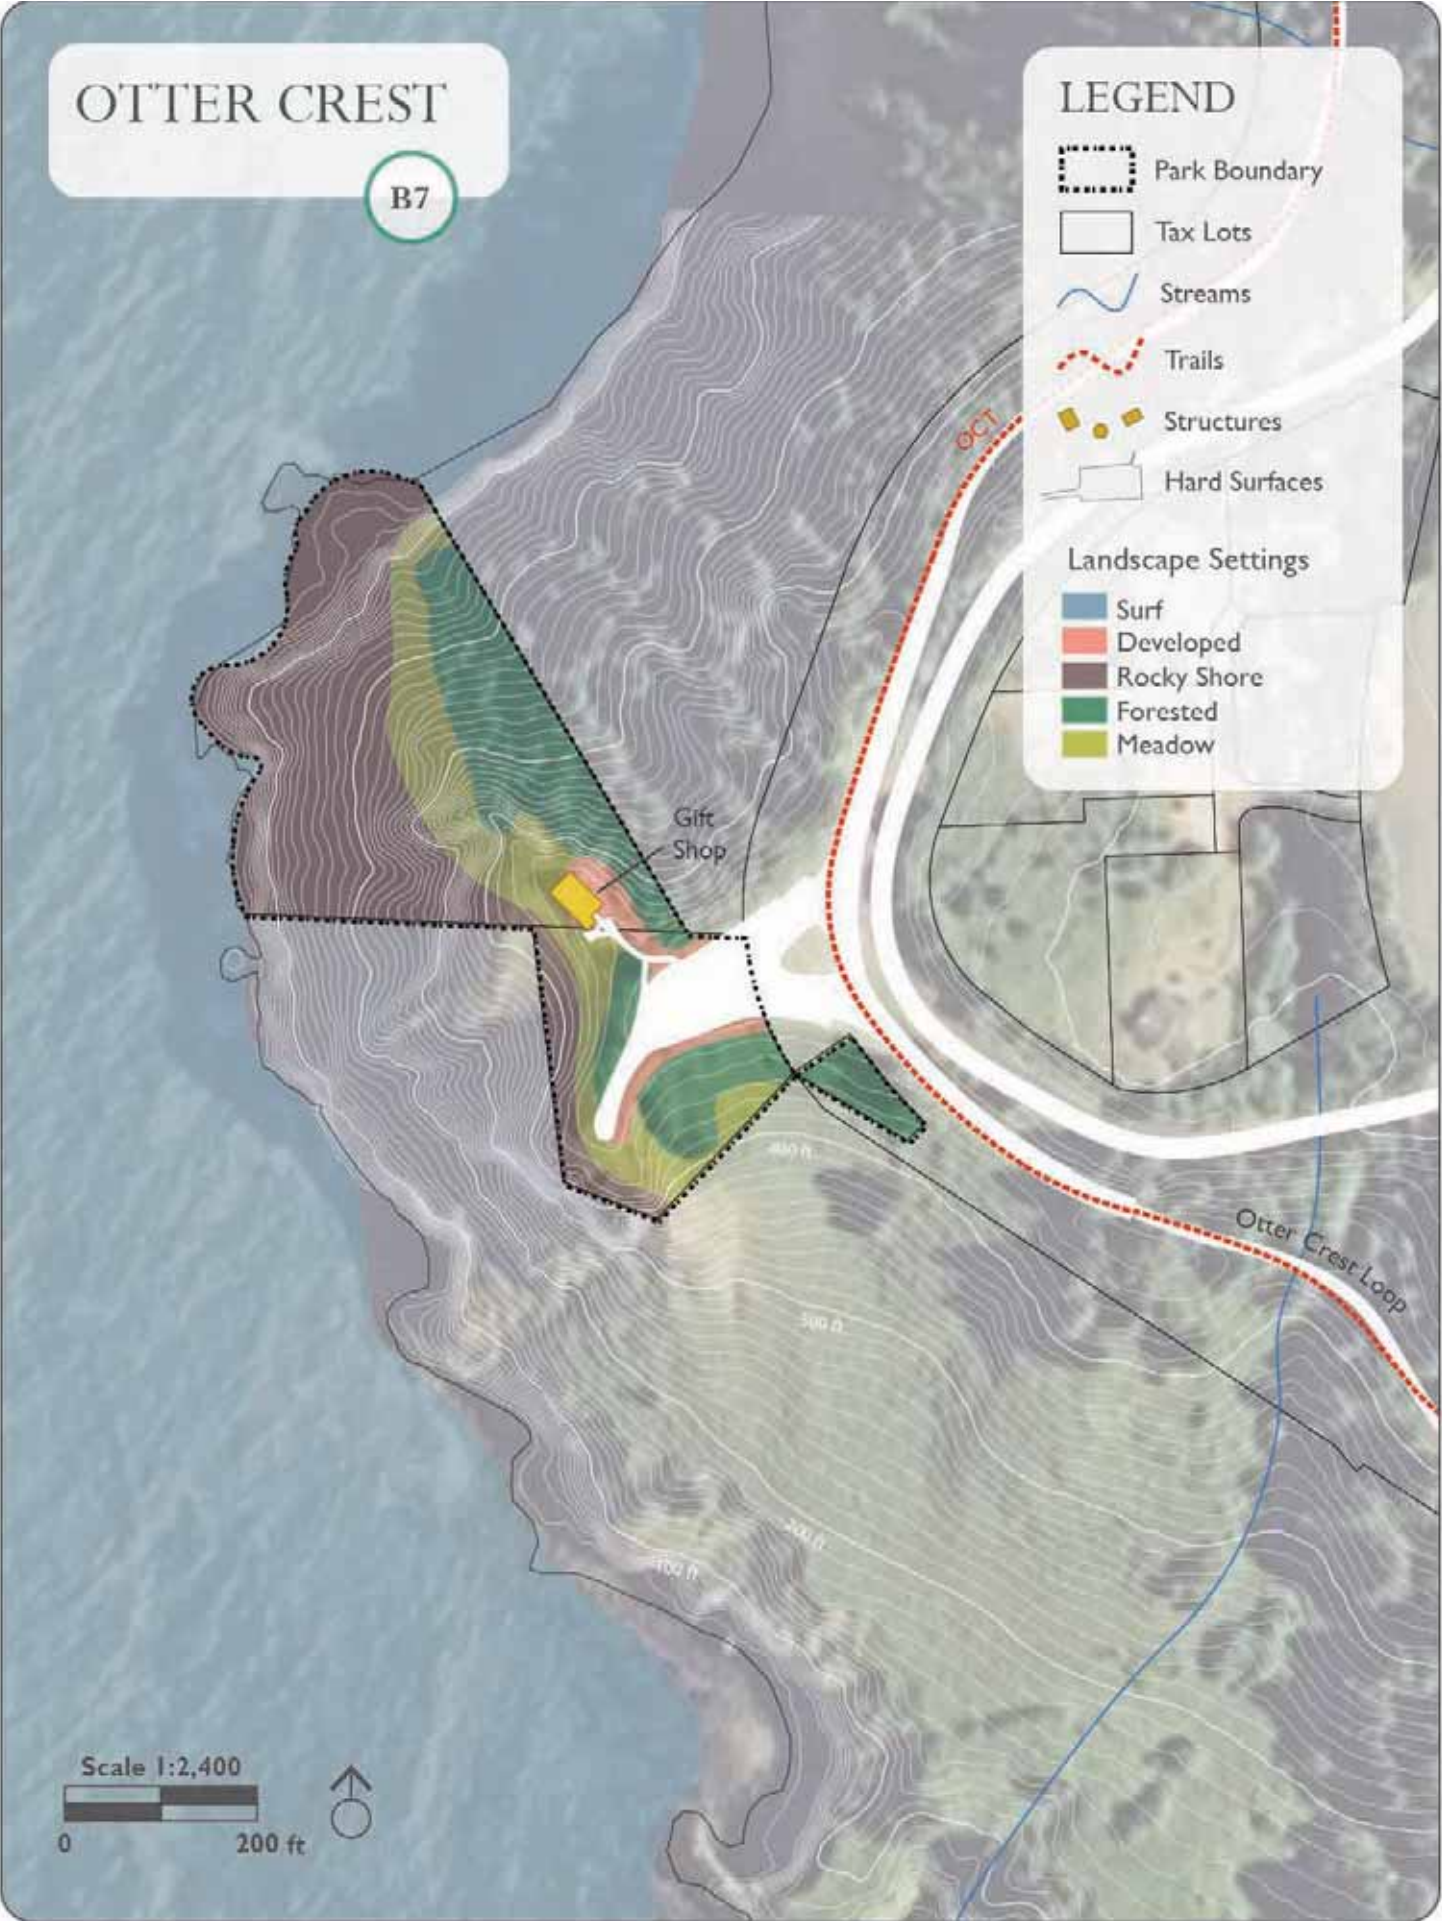 OTTER CREST
B7
LEGEND
Park Boundary
Tax Lots
Streams
Trails
Structures
Hard Surfaces
Landscape Settings
Surf
Developed
Rocky Shore
Forested
Meadow
OCT
Gift
Shop
400 ft
Otter Crest Loop
300 ft
200 ft
100 ft
Scale 1:2,400
0
200 ft